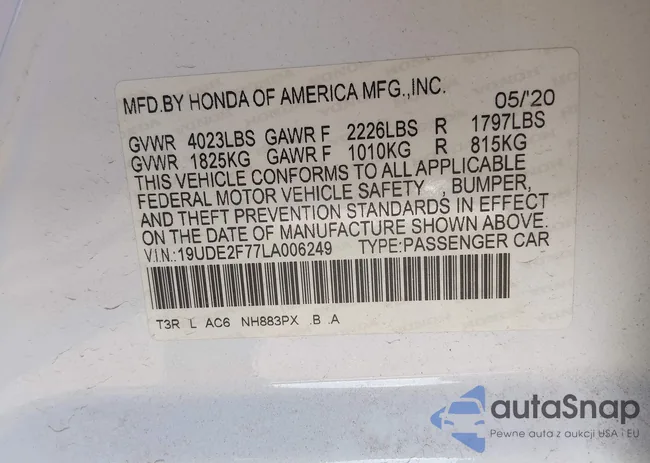 MFD.BY HONDA OF AMERICA MFG.,INC. 05/'20
GVWR 4023LBS GAWR F 2226LBS R 1797LBS
GVWR 1825KG GAWR F 1010KG R 815KG
THIS VEHICLE CONFORMS TO ALL APPLICABLE
FEDERAL MOTOR VEHICLE SAFETY , BUMPER,
AND THEFT PREVENTION STANDARDS IN EFFECT
ON THE DATE OF MANUFACTURE SHOWN ABOVE.
V.I.N.:19UDE2F77LA006249 TYPE:PASSENGER CAR
T3R L AC6 NH883PX .B .A
autaSnap
Pewne auta z aukcji USA i EU